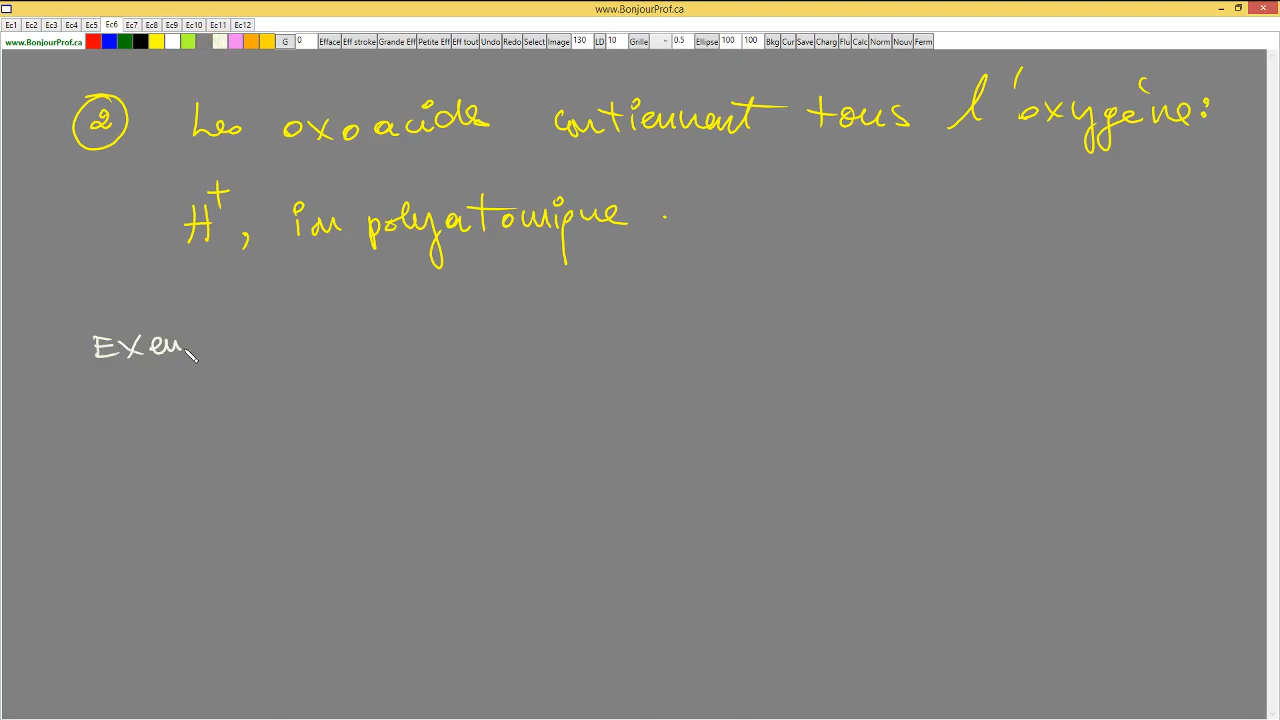 www.BonjourProf.ca
Ec1 Ec2 Ec3 Ec4 Ec5 Ec6 Ec7 Ec8 Ec9 Ec10 Ec11 Ec12
www.BonjourProf.ca G 0 Efface Eff stroke Grande Eff Petite Eff Eff tout Undo Redo Select Image 130 LD 10 Grille 0.5 Ellipse 100 100 Bkg Cur Save Charg Flu Calc Norm Nouv Ferm
② Les oxoacids contiennent tous l'oxygène:
H⁺, ion polyatomique.
Exem